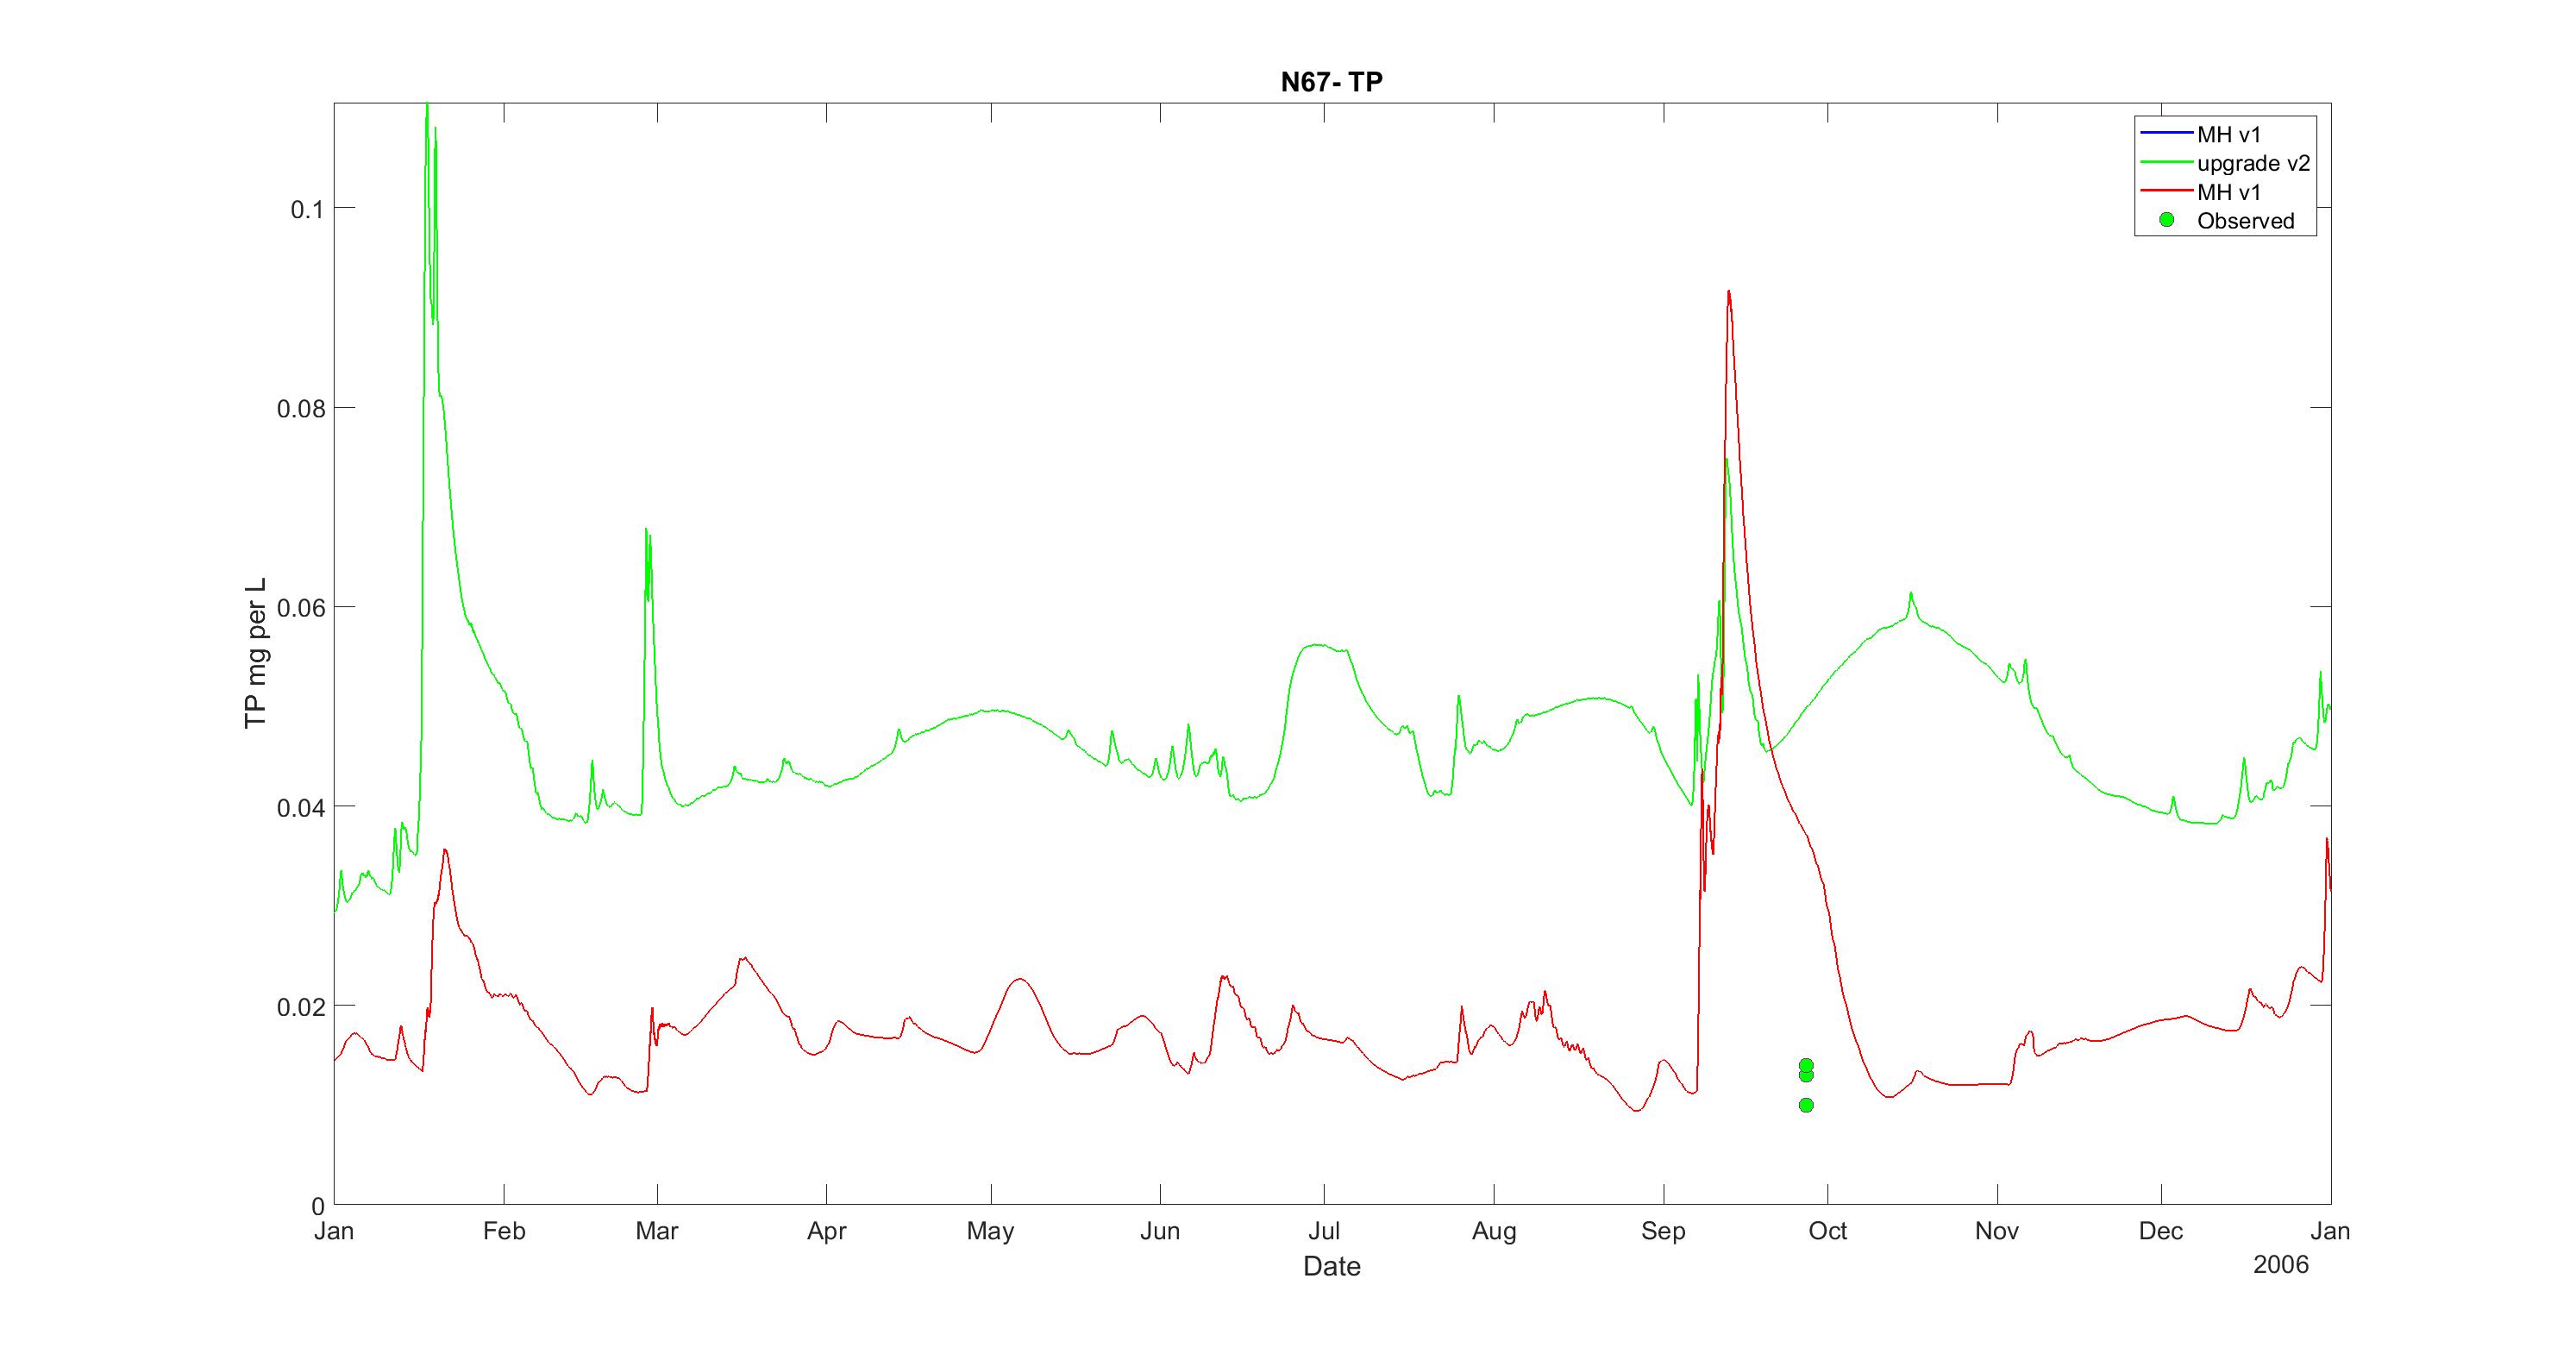 N67- TP
MH v1
upgrade v2
MH v1
Observed
0.1
0.08
0.06
0.04
0.02
0
TP mg per L
Jan Feb Mar Apr May Jun Jul Aug Sep Oct Nov Dec Jan
Date
2006